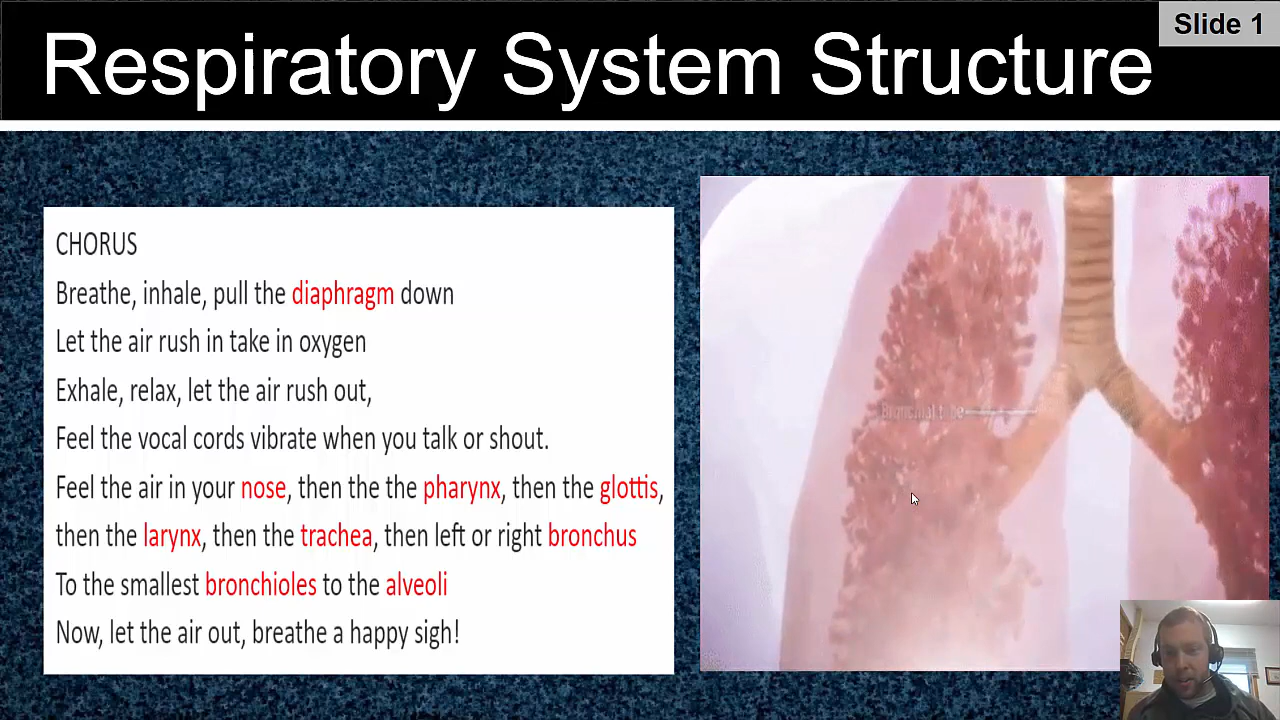 Slide 1
Respiratory System Structure
CHORUS
Breathe, inhale, pull the diaphragm down
Let the air rush in take in oxygen
Exhale, relax, let the air rush out,
Feel the vocal cords vibrate when you talk or shout.
Feel the air in your nose, then the the pharynx, then the glottis,
then the larynx, then the trachea, then left or right bronchus
To the smallest bronchioles to the alveoli
Now, let the air out, breathe a happy sigh!
Bronchial tube